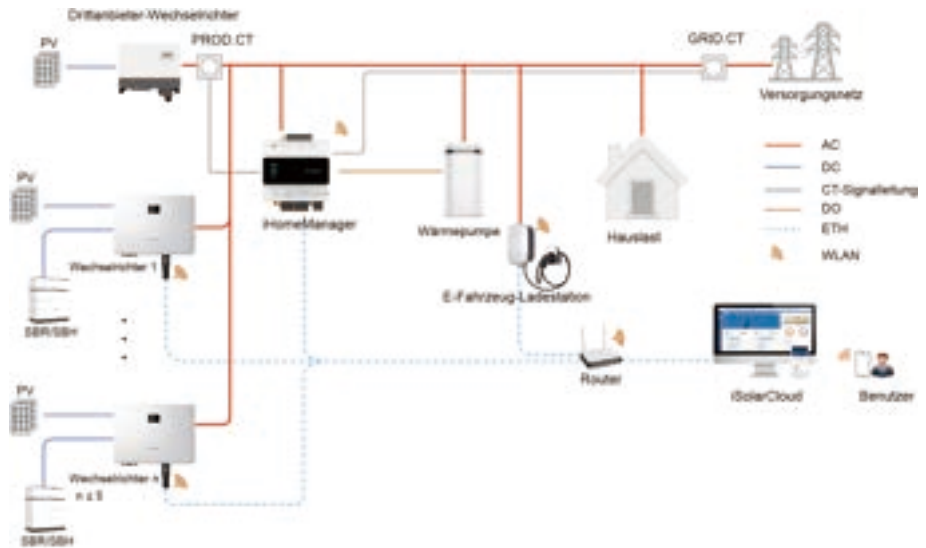 Drittanbieter-Wechselrichter
PV
PROD.CT
GRID.CT
Versorgungsnetz
AC
DC
CT-Signalleitung
DO
ETH
WLAN
PV
iHomeManager
Wärmepumpe
Hauslast
Wechselrichter 1
E-Fahrzeug-Ladestation
SBR/SBH
Router
iSolarCloud
Benutzer
PV
Wechselrichter n
SBR/SBH